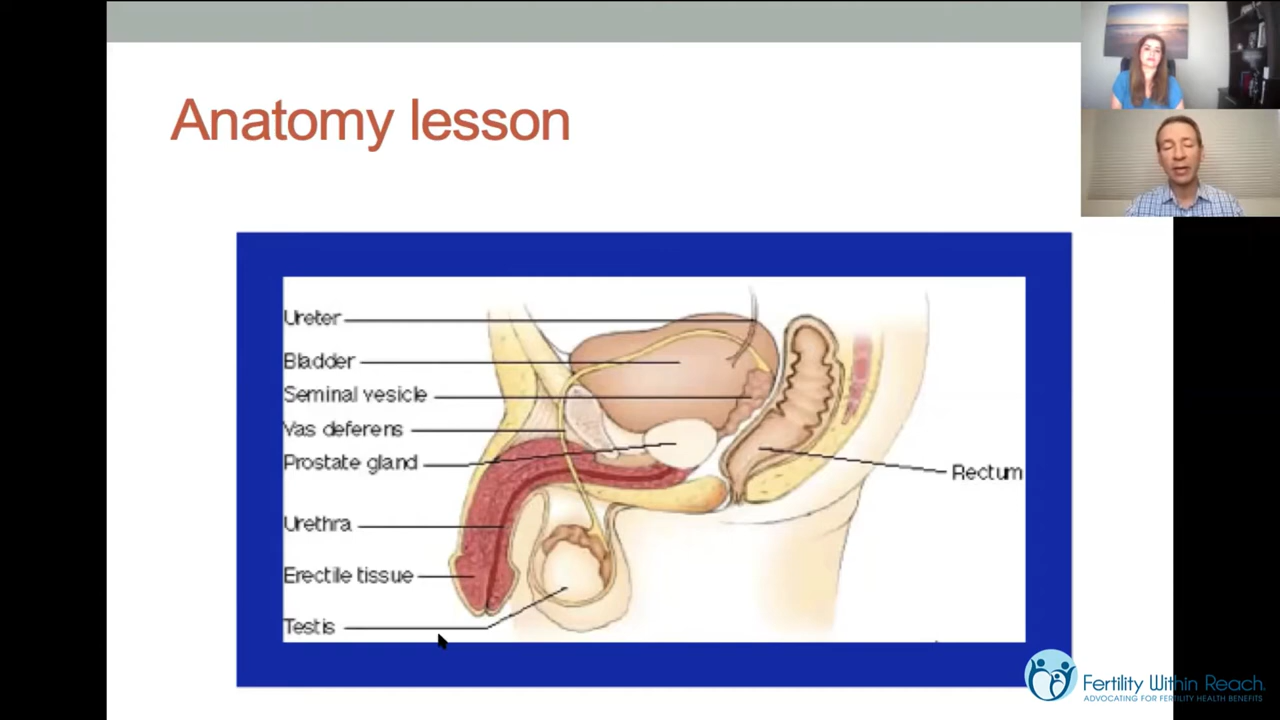 Anatomy lesson
Ureter
Bladder
Seminal vesicle
Vas deferens
Prostate gland
Rectum
Urethra
Erectile tissue
Testis
Fertility Within Reach.
ADVOCATING FOR FERTILITY HEALTH BENEFITS